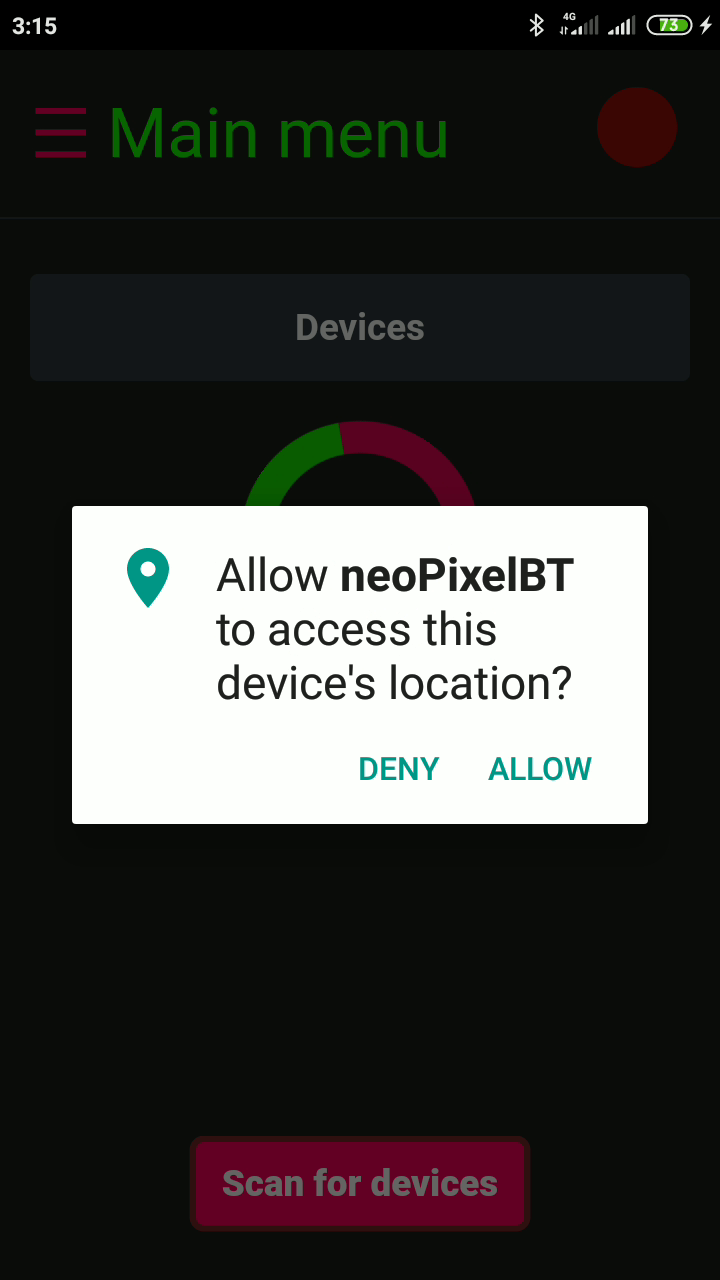 3:15
4G
73
Main menu
Devices
Allow neoPixelBT
to access this
device's location?
DENY ALLOW
Scan for devices